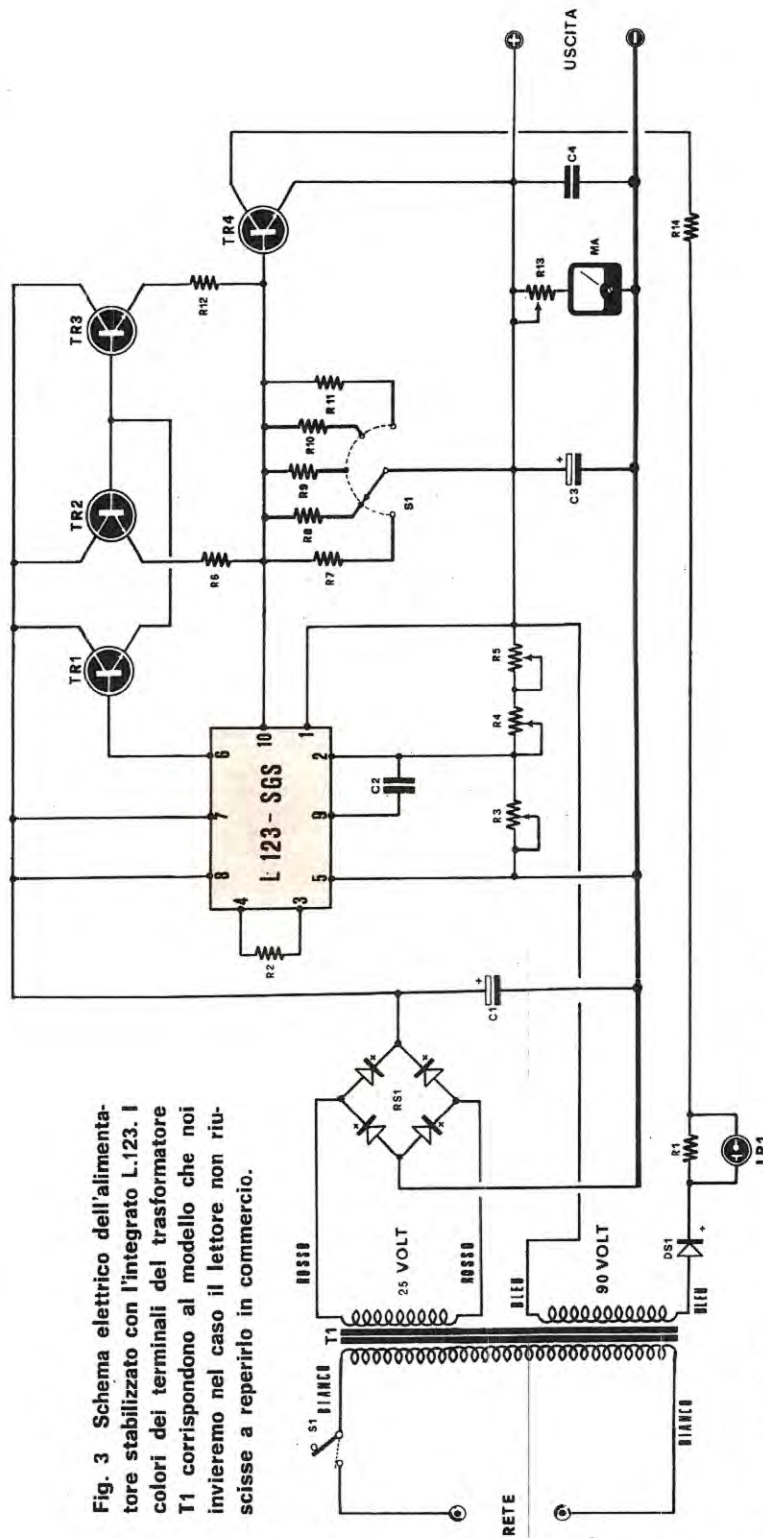 Fig. 3 Schema elettrico dell'alimenta-
tore stabilizzato con l'integrato L.123. I
colori dei terminali del trasformatore
T1 corrispondono al modello che noi
invieremo nel caso il lettore non riu-
scisse a reperirlo in commercio.
TR1
TR2
TR3
TR4
R6
R12
8
7
6
4
3
L 123 - SGS
10
1
5
9
2
R2
C2
R7
R8
R9
R10
R11
S1
R3
R4
R5
+
C1
+
C3
R13
MA
C4
+
USCITA
-
RS1
ROSSO
25 VOLT
ROSSO
T1
S1
BIANCO
RETE
BIANCO
BLEU
90 VOLT
BLEU
DS1
+
R1
LP1
R14